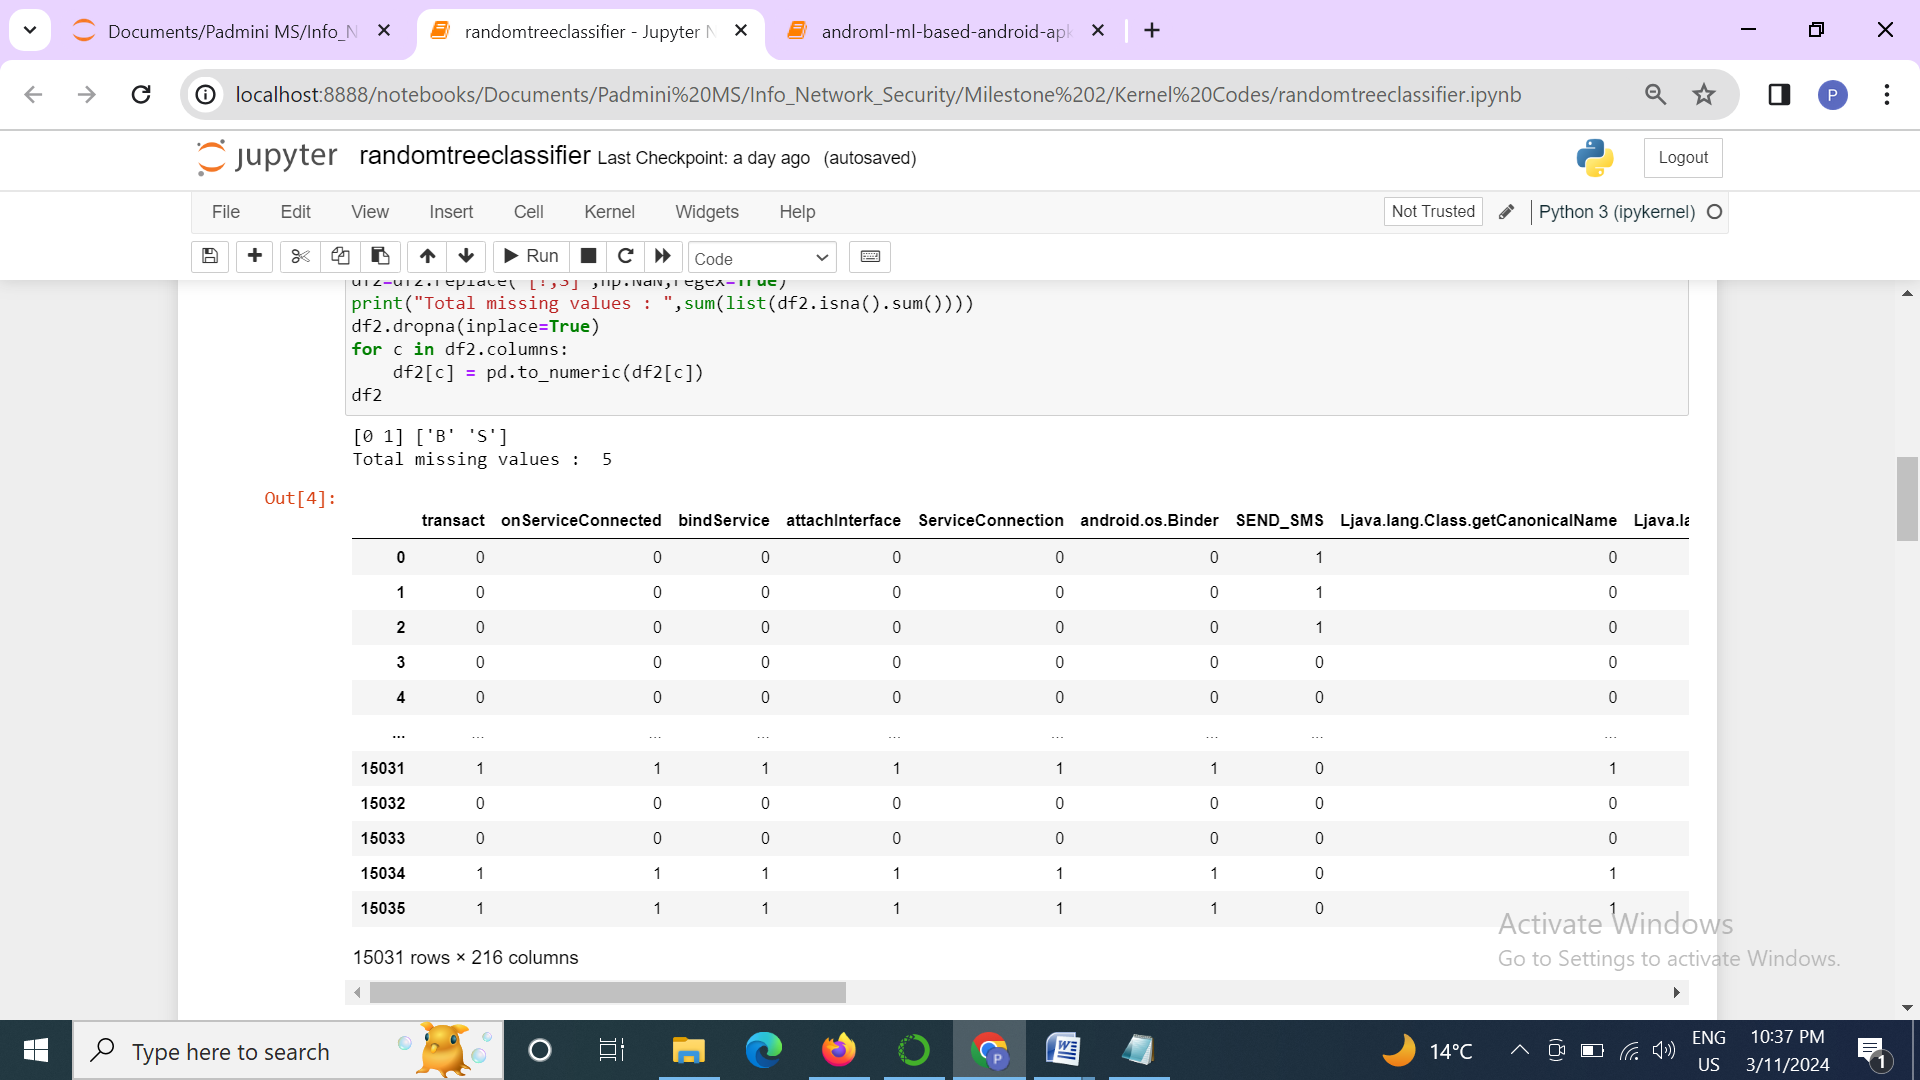 Documents/Padmini MS/Info_N
randomtreeclassifier - Jupyter N
androml-ml-based-android-apk
localhost:8888/notebooks/Documents/Padmini%20MS/Info_Network_Security/Milestone%202/Kernel%20Codes/randomtreeclassifier.ipynb
P
jupyter randomtreeclassifier Last Checkpoint: a day ago (autosaved)
Logout
File Edit View Insert Cell Kernel Widgets Help
Not Trusted Python 3 (ipykernel)
Run Code
df2=df2.replace('[?,S]',np.NaN,regex=True)
print("Total missing values : ",sum(list(df2.isna().sum())))
df2.dropna(inplace=True)
for c in df2.columns:
    df2[c] = pd.to_numeric(df2[c])
df2
[0 1] ['B' 'S']
Total missing values :  5
Out[4]:
transact onServiceConnected bindService attachInterface ServiceConnection android.os.Binder SEND_SMS Ljava.lang.Class.getCanonicalName Ljava.la
0 0 0 0 0 0 0 1 0
1 0 0 0 0 0 0 1 0
2 0 0 0 0 0 0 1 0
3 0 0 0 0 0 0 0 0
4 0 0 0 0 0 0 0 0
... ... ... ... ... ... ... ... ...
15031 1 1 1 1 1 1 0 1
15032 0 0 0 0 0 0 0 0
15033 0 0 0 0 0 0 0 0
15034 1 1 1 1 1 1 0 1
15035 1 1 1 1 1 1 0 1
15031 rows × 216 columns
Activate Windows
Go to Settings to activate Windows.
Type here to search
P
14°C
ENG
US
10:37 PM
3/11/2024
1